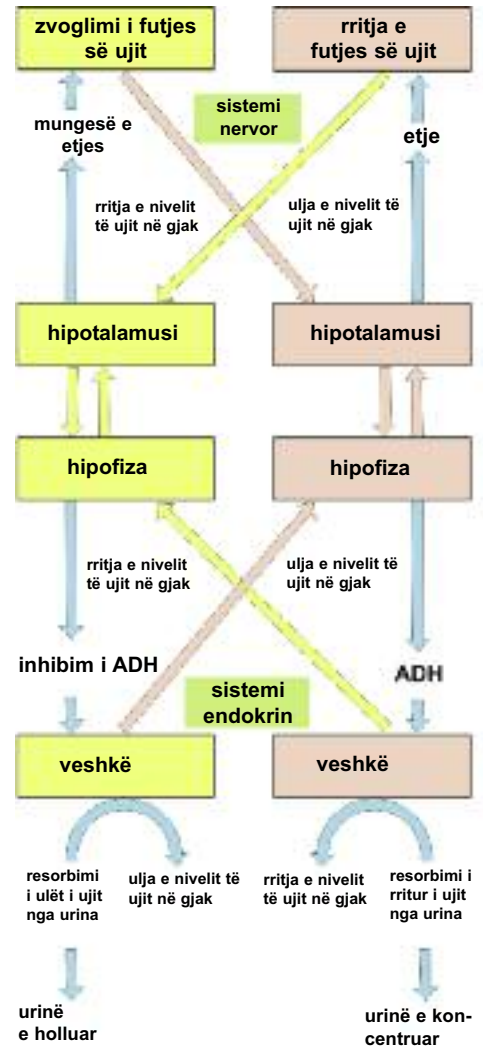 zvoglimi i futjes
së ujit
rritja e
futjes së ujit
sistemi
nervor
mungesë e
etjes
etje
rritja e nivelit
të ujit në gjak
ulja e nivelit të
ujit në gjak
hipotalamusi
hipotalamusi
hipofiza
hipofiza
rritja e nivelit
të ujit në gjak
ulja e nivelit të
ujit në gjak
inhibim i ADH
ADH
sistemi
endokrin
veshkë
veshkë
resorbimi
i ulët i ujit
nga urina
ulja e nivelit të
ujit në gjak
rritja e nivelit
të ujit në gjak
resorbimi i
rritur i ujit
nga urina
urinë
e holluar
urinë e kon-
centruar